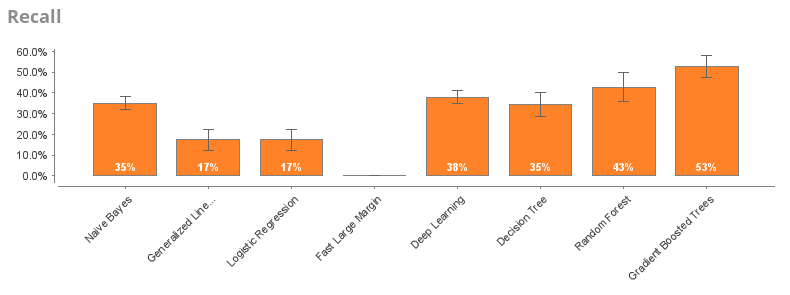 Recall
60.0%
50.0%
40.0%
30.0%
20.0%
10.0%
0.0%
35%
17%
17%
38%
35%
43%
53%
Naive Bayes
Generalized Line...
Logistic Regression
Fast Large Margin
Deep Learning
Decision Tree
Random Forest
Gradient Boosted Trees